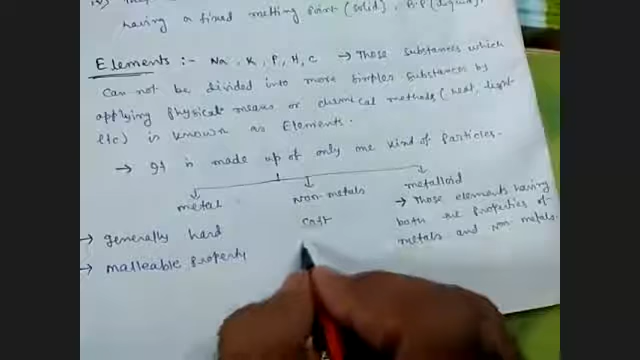 having a fixed melting point (solid), B.P (liquid).
Elements :- Na, K, P, H, C → Those substances which
can not be divided into more simpler substances by
applying physical means or chemical methods (heat, light
etc) is known as Elements.
→ It is made up of only one kind of particles.
metal
non metals
metalloid
→ generally hard
soft
→ Those elements having
both the properties of
metals and non metals.
→ malleable property